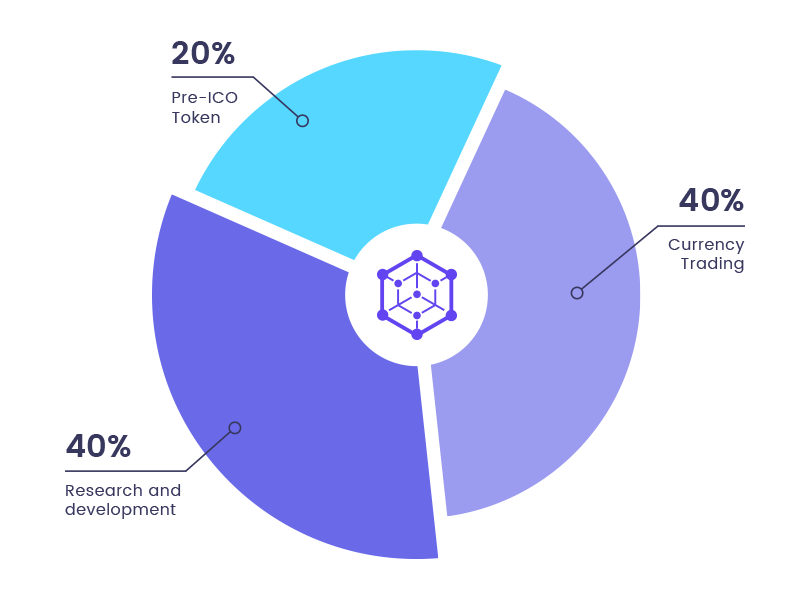 20%
Pre-ICO
Token
40%
Currency
Trading
40%
Research and
development